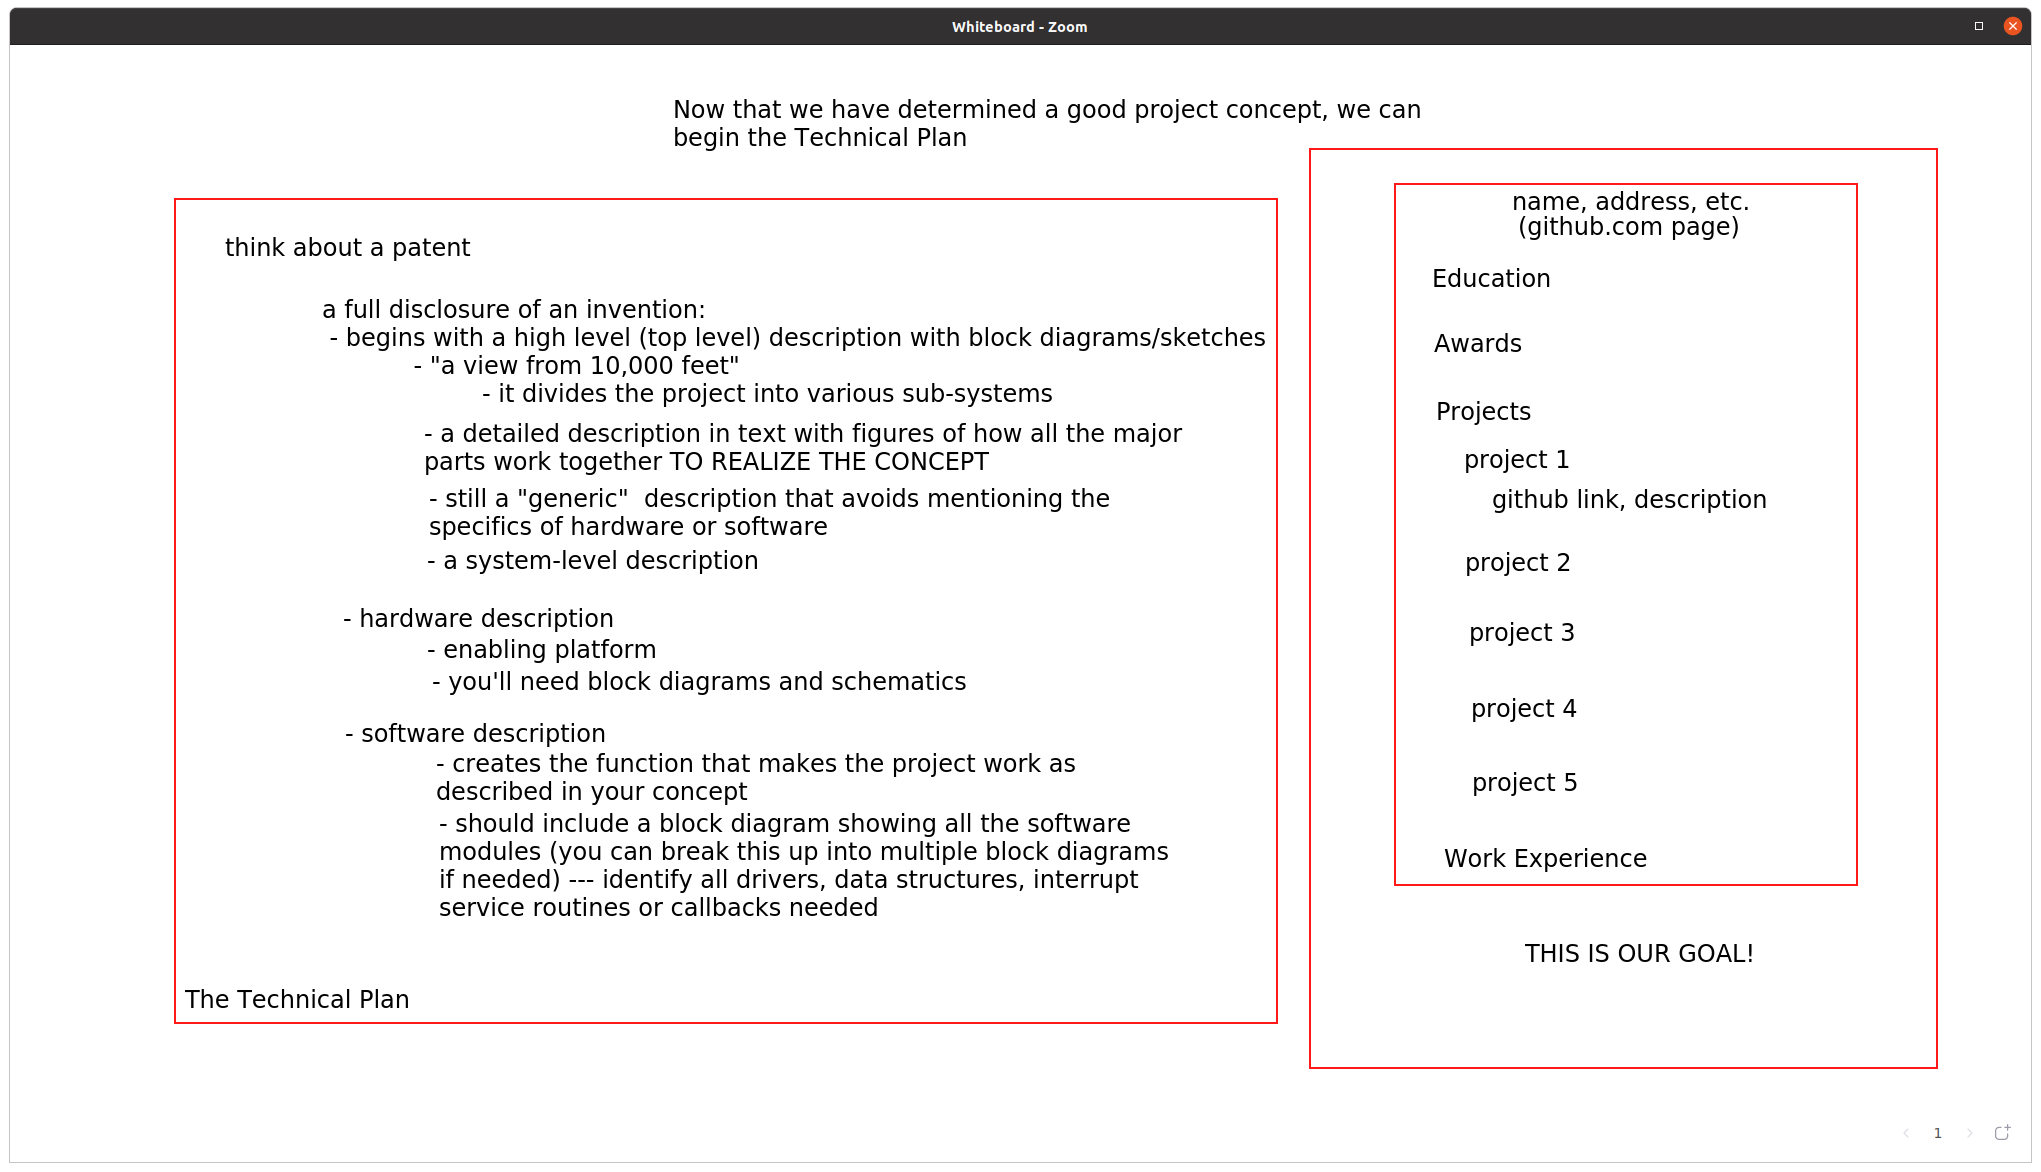 Whiteboard - Zoom
Now that we have determined a good project concept, we can
begin the Technical Plan
think about a patent
a full disclosure of an invention:
- begins with a high level (top level) description with block diagrams/sketches
- "a view from 10,000 feet"
- it divides the project into various sub-systems
- a detailed description in text with figures of how all the major
parts work together TO REALIZE THE CONCEPT
- still a "generic"  description that avoids mentioning the
specifics of hardware or software
- a system-level description
- hardware description
- enabling platform
- you'll need block diagrams and schematics
- software description
- creates the function that makes the project work as
described in your concept
- should include a block diagram showing all the software
modules (you can break this up into multiple block diagrams
if needed) --- identify all drivers, data structures, interrupt
service routines or callbacks needed
The Technical Plan
name, address, etc.
(github.com page)
Education
Awards
Projects
project 1
github link, description
project 2
project 3
project 4
project 5
Work Experience
THIS IS OUR GOAL!
1